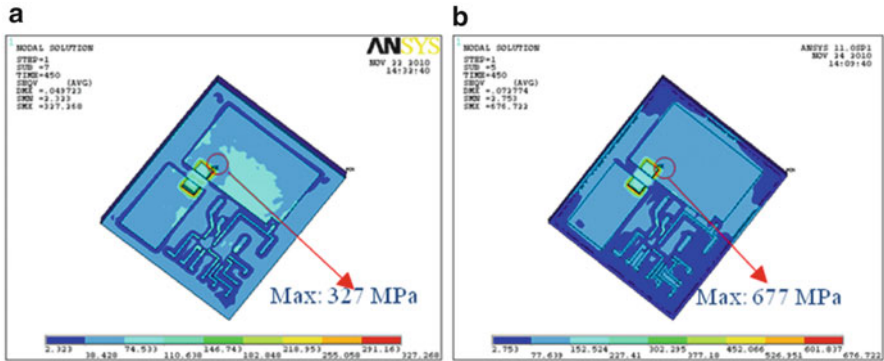 a
1
NODAL SOLUTION
STEP=1
SUB =7
TIME=450
SEQV (AVG)
DMX =.049723
SMN =2.323
SMX =327.268
ANSYS
NOV 23 2010
14:32:40
Max: 327 MPa
2.323 74.533 146.743 218.953 291.163
38.428 110.638 182.848 255.058 327.268
b
1
NODAL SOLUTION
STEP=1
SUB =5
TIME=450
SEQV (AVG)
DMX =.073774
SMN =2.753
SMX =676.722
ANSYS 11.0SP1
NOV 24 2010
14:09:40
Max: 677 MPa
2.753 152.524 302.295 452.066 601.837
77.639 227.41 377.18 526.951 676.722